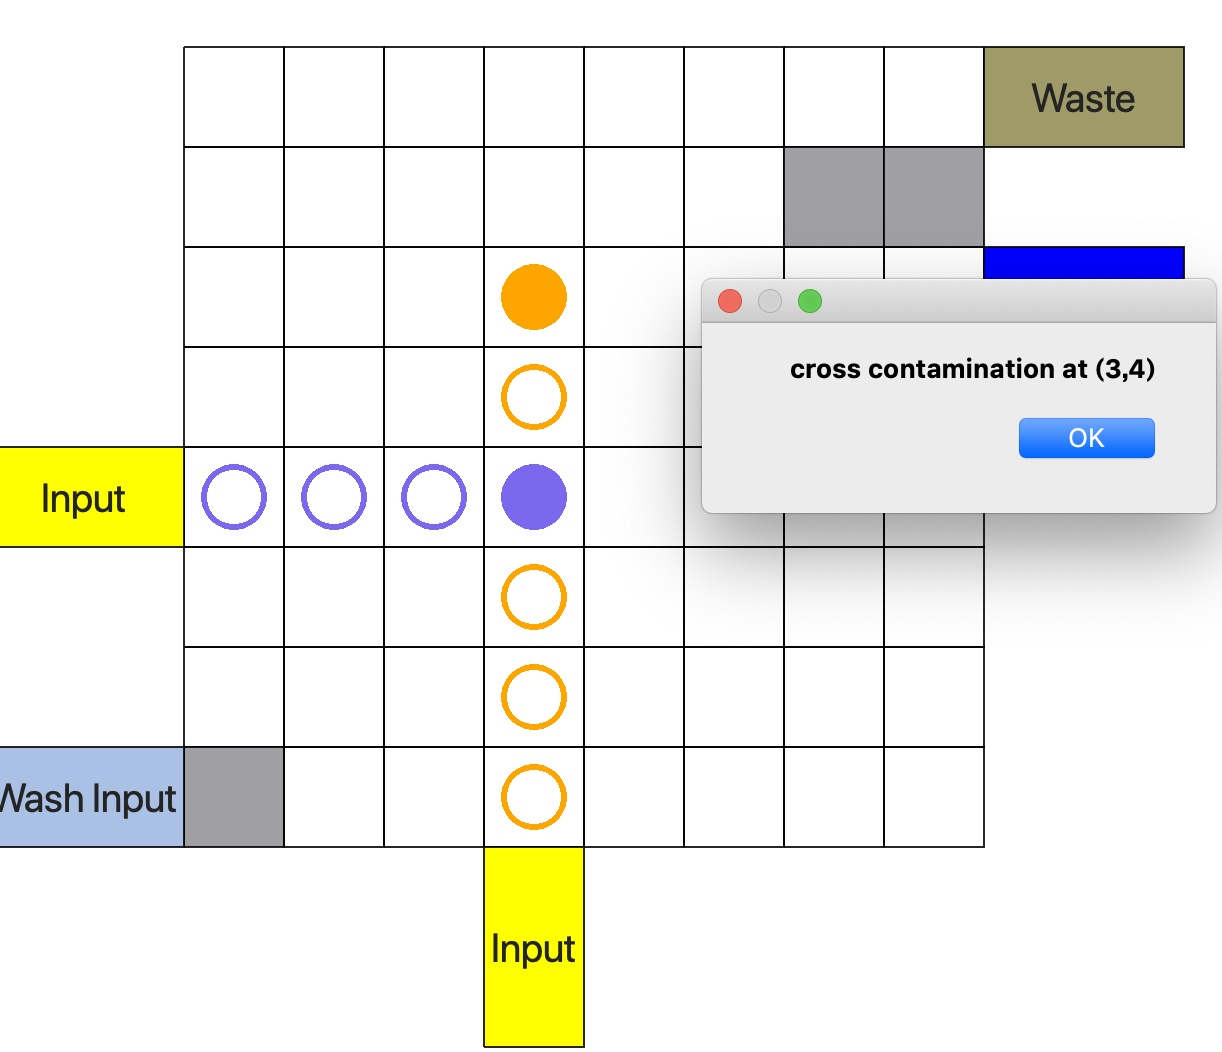 Waste
cross contamination at (3,4)
OK
Input
Wash Input
Input